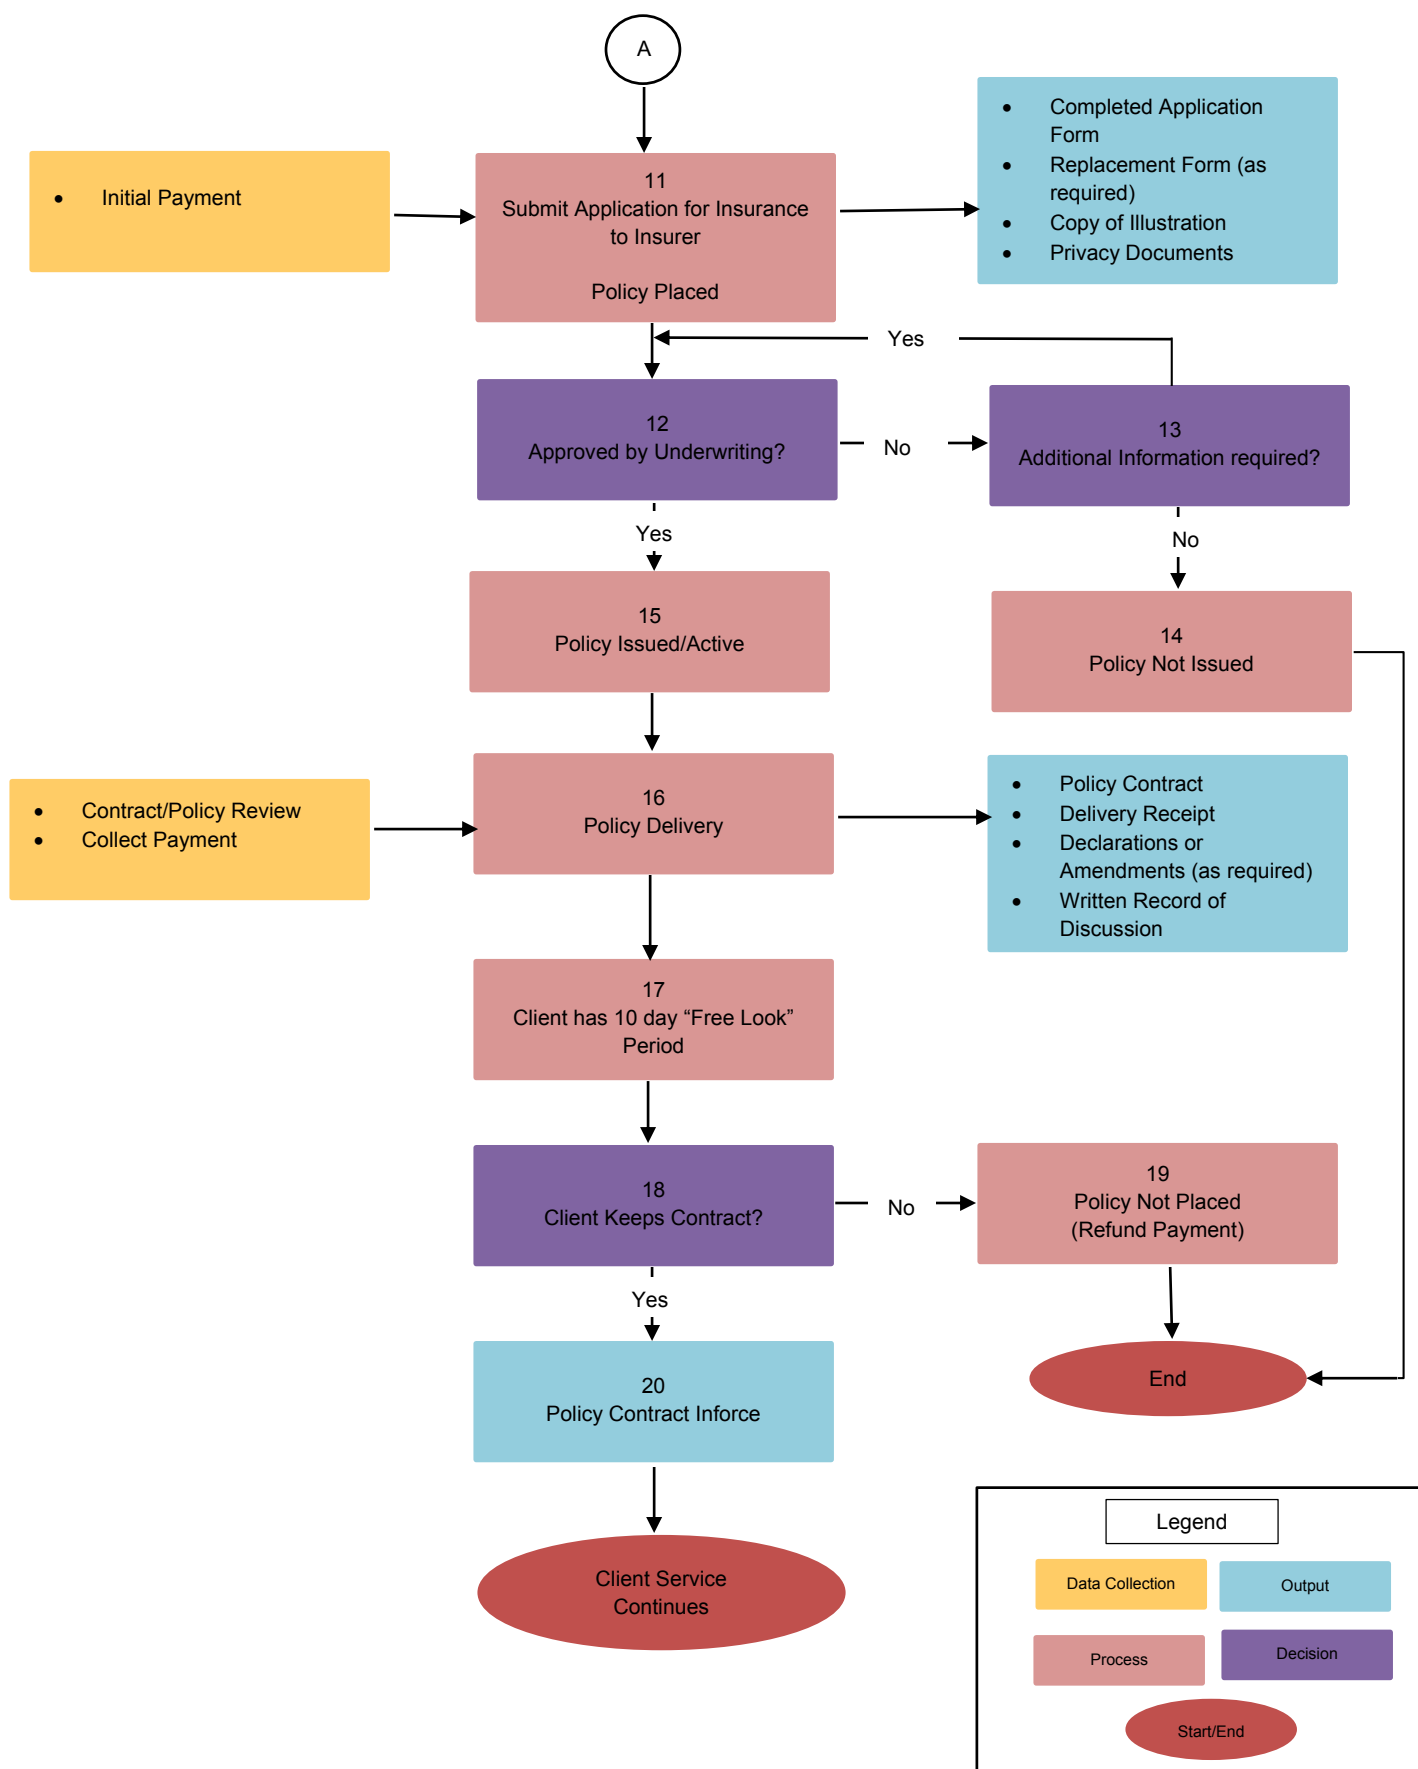 A
• Initial Payment
11
Submit Application for Insurance
to Insurer
Policy Placed
• Completed Application
Form
• Replacement Form (as
required)
• Copy of Illustration
• Privacy Documents
Yes
12
Approved by Underwriting?
No
13
Additional Information required?
Yes
No
15
Policy Issued/Active
14
Policy Not Issued
• Contract/Policy Review
• Collect Payment
16
Policy Delivery
• Policy Contract
• Delivery Receipt
• Declarations or
Amendments (as required)
• Written Record of
Discussion
17
Client has 10 day “Free Look”
Period
18
Client Keeps Contract?
No
19
Policy Not Placed
(Refund Payment)
Yes
20
Policy Contract Inforce
End
Client Service
Continues
Legend
Data Collection
Output
Process
Decision
Start/End